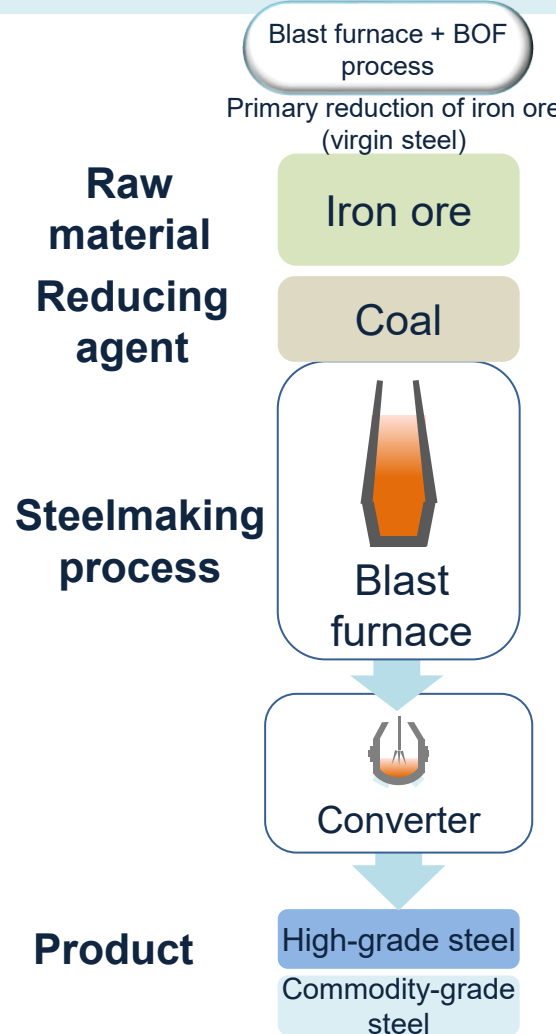 Blast furnace + BOF
process
Primary reduction of iron ore
(virgin steel)
Raw
material
Iron ore
Reducing
agent
Coal
Steelmaking
process
Blast
furnace
Converter
Product
High-grade steel
Commodity-grade
steel